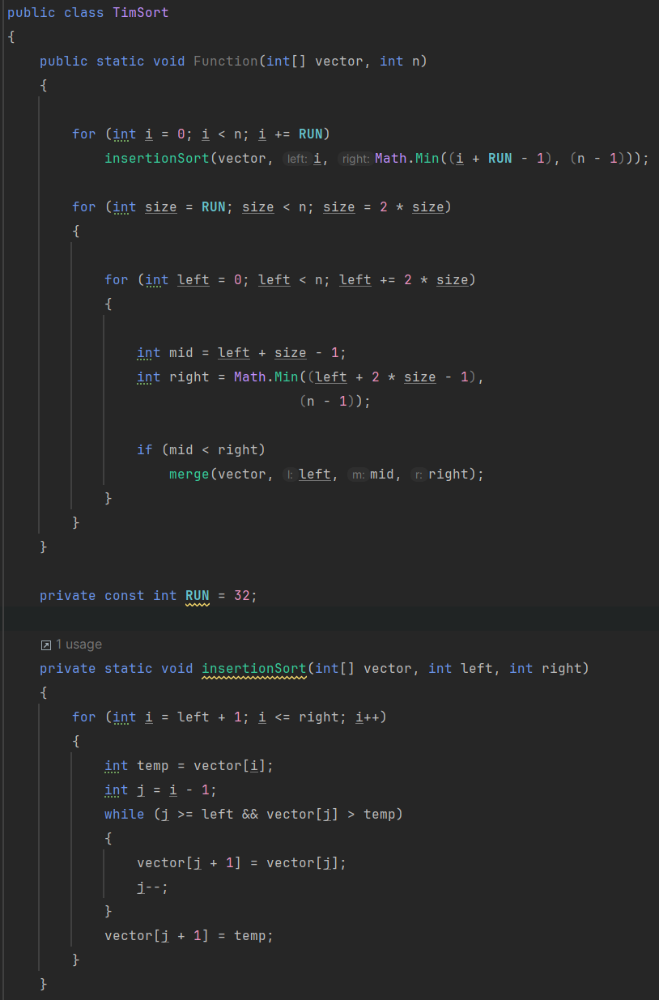 public class TimSort
{
    public static void Function(int[] vector, int n)
    {
        for (int i = 0; i < n; i += RUN)
            insertionSort(vector, left: i, right: Math.Min((i + RUN - 1), (n - 1)));
        for (int size = RUN; size < n; size = 2 * size)
        {
            for (int left = 0; left < n; left += 2 * size)
            {
                int mid = left + size - 1;
                int right = Math.Min((left + 2 * size - 1),
                                    (n - 1));
                if (mid < right)
                    merge(vector, l: left, m: mid, r: right);
            }
        }
    }
    private const int RUN = 32;
    1 usage
    private static void insertionSort(int[] vector, int left, int right)
    {
        for (int i = left + 1; i <= right; i++)
        {
            int temp = vector[i];
            int j = i - 1;
            while (j >= left && vector[j] > temp)
            {
                vector[j + 1] = vector[j];
                j--;
            }
            vector[j + 1] = temp;
        }
    }